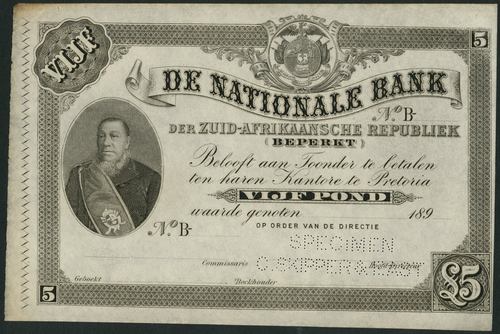 VIJF
5
DE NATIONALE BANK
No B-
DER ZUID-AFRIKAANSCHE REPUBLIEK
(BEPERKT)
Belooft aan Toonder te betalen
ten haren Kantore te Pretoria
VIJF POND
waarde genoten 189
No B-
OP ORDER VAN DE DIRECTIE
SPECIMEN
Commissaris
C. SKIPPER &
Geboekt
Boekhouder
5
£5